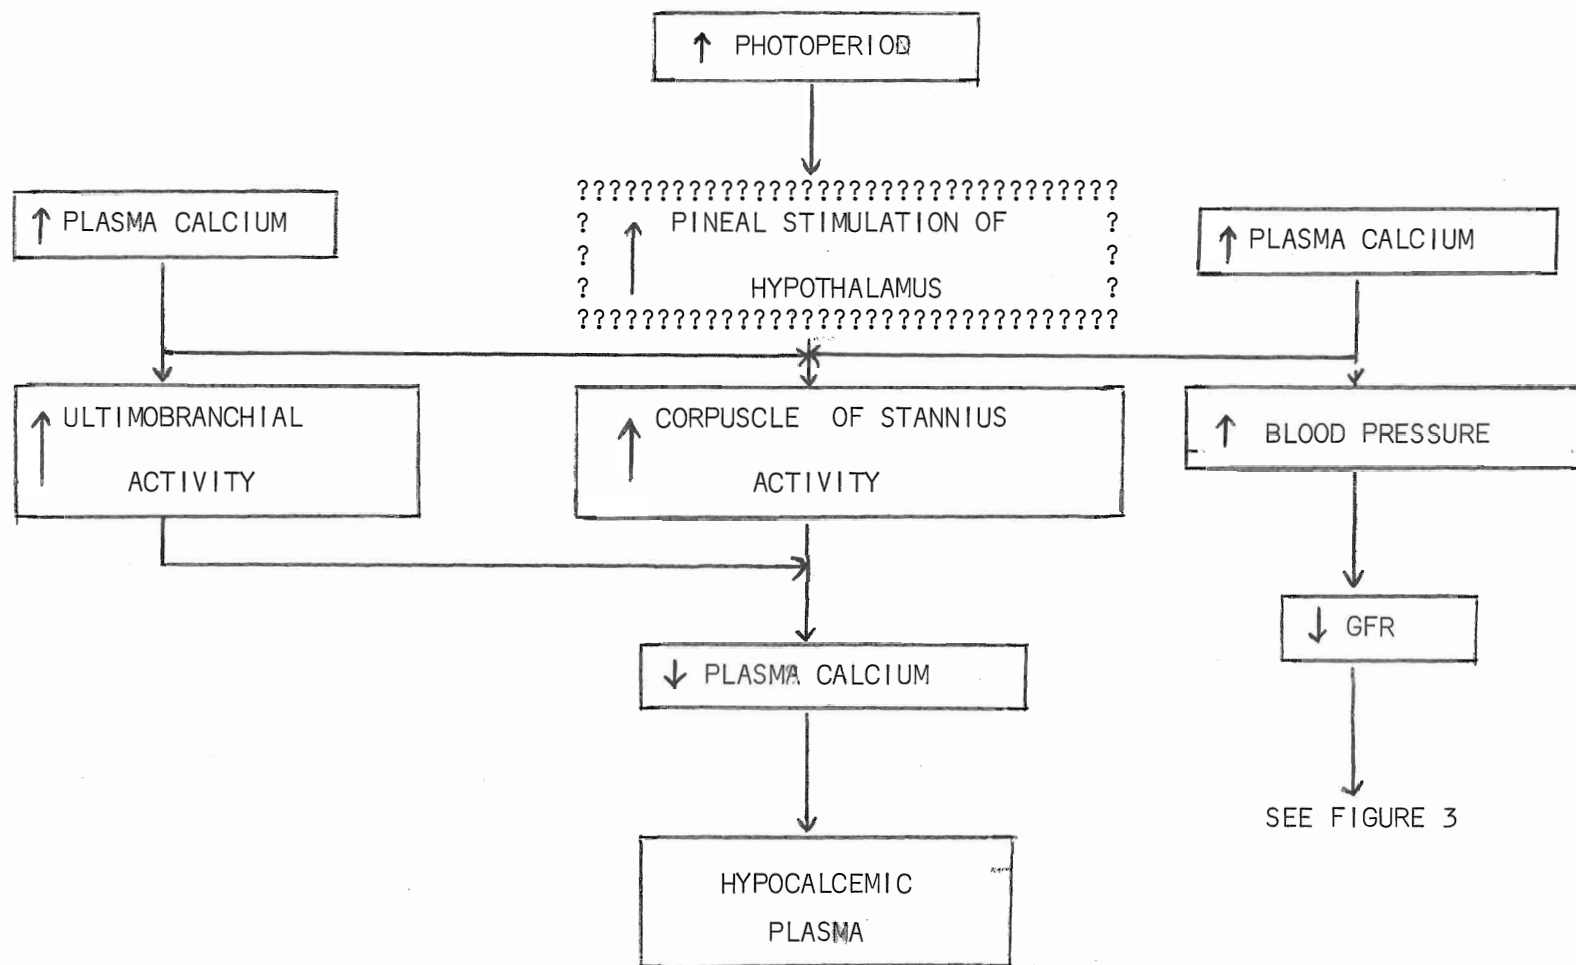 ↑ PHOTOPERIOD
↑ PLASMA CALCIUM
??????????????????????????????????
? ↑ PINEAL STIMULATION OF ?
? ?
? HYPOTHALAMUS ?
??????????????????????????????????
↑ PLASMA CALCIUM
↑ ULTIMOBRANCHIAL
ACTIVITY
↑ CORPUSCLE OF STANNIUS
ACTIVITY
↑ BLOOD PRESSURE
↓ GFR
↓ PLASMA CALCIUM
SEE FIGURE 3
HYPOCALCEMIC
PLASMA